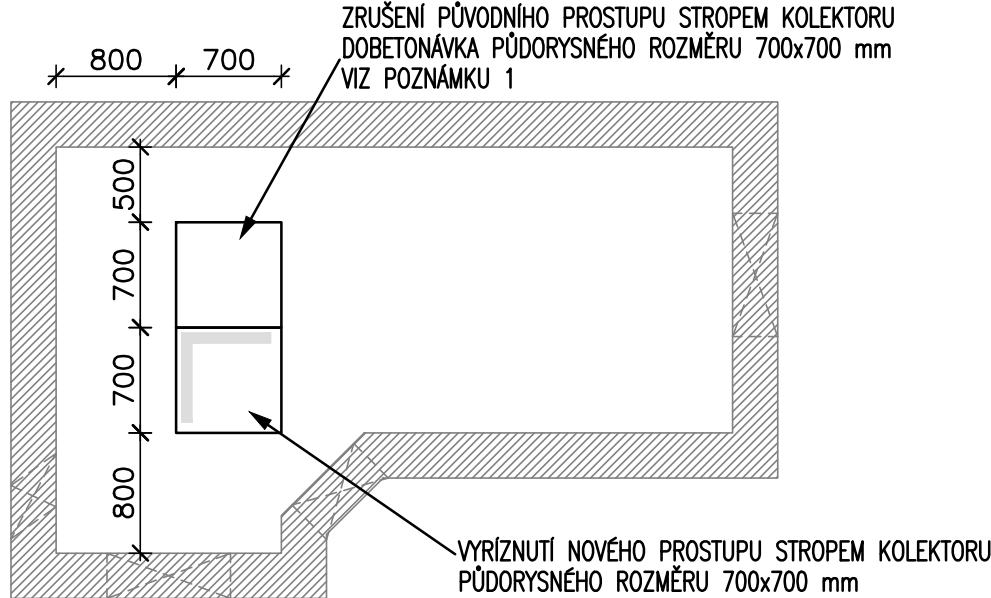 ZRUŠENÍ PŮVODNÍHO PROSTUPU STROPEM KOLEKTORU
DOBETONÁVKA PŮDORYSNÉHO ROZMĚRU 700x700 mm
VIZ POZNÁMKU 1
800
700
500
700
700
800
VYRÍZNUTÍ NOVÉHO PROSTUPU STROPEM KOLEKTORU
PŮDORYSNÉHO ROZMĚRU 700x700 mm